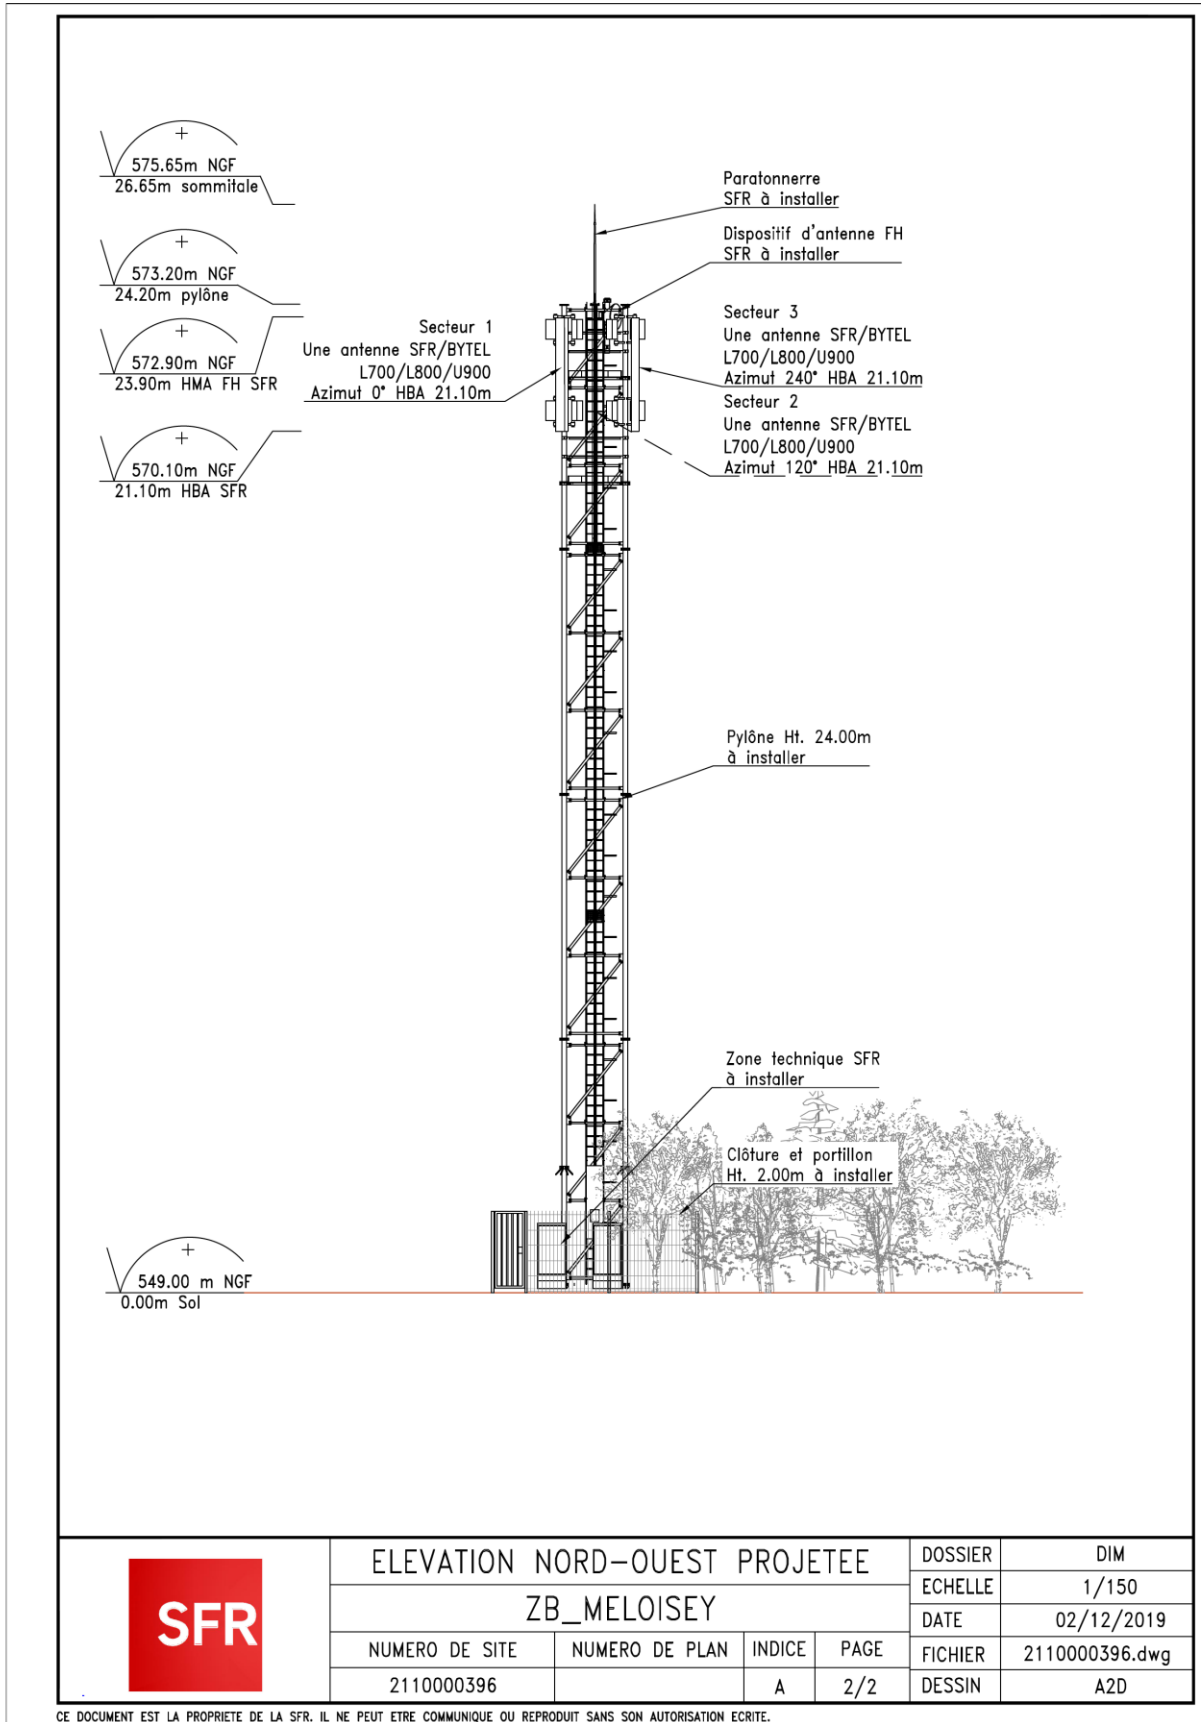 575.65m NGF
26.65m sommitale
573.20m NGF
24.20m pylône
572.90m NGF
23.90m HMA FH SFR
570.10m NGF
21.10m HBA SFR
Secteur 1
Une antenne SFR/BYTEL
L700/L800/U900
Azimut 0° HBA 21.10m
Paratonnerre
SFR à installer
Dispositif d'antenne FH
SFR à installer
Secteur 3
Une antenne SFR/BYTEL
L700/L800/U900
Azimut 240° HBA 21.10m
Secteur 2
Une antenne SFR/BYTEL
L700/L800/U900
Azimut 120° HBA 21.10m
Pylône Ht. 24.00m
à installer
Zone technique SFR
à installer
Clôture et portillon
Ht. 2.00m à installer
549.00 m NGF
0.00m Sol
SFR
ELEVATION NORD-OUEST PROJETEE
ZB_MELOISEY
NUMERO DE SITE NUMERO DE PLAN INDICE PAGE
2110000396 A 2/2
DOSSIER DIM
ECHELLE 1/150
DATE 02/12/2019
FICHIER 2110000396.dwg
DESSIN A2D
CE DOCUMENT EST LA PROPRIETE DE LA SFR. IL NE PEUT ETRE COMMUNIQUE OU REPRODUIT SANS SON AUTORISATION ECRITE.